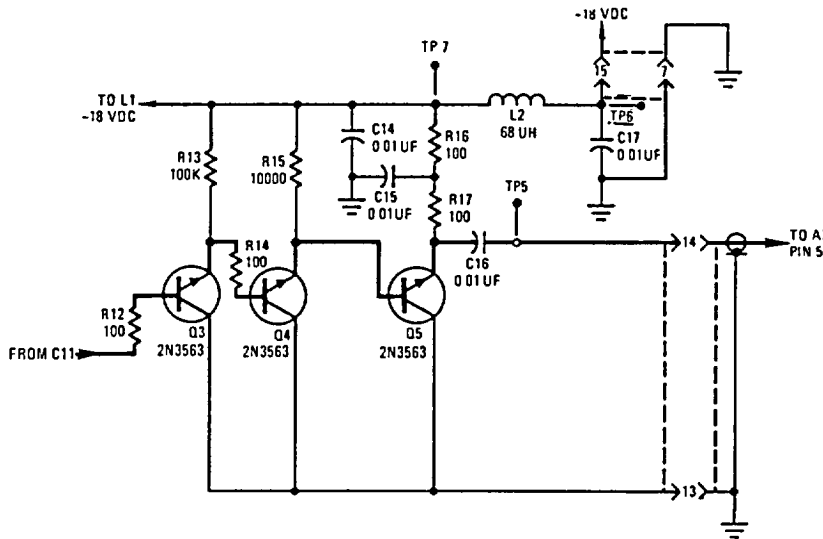 -18 VDC
TP 7
15
7
TO L1
-18 VDC
L2
68 UH
TP6
C14
0 01UF
R16
100
C17
0 01UF
R13
100K
R15
10000
C15
0 01UF
R17
100
TP5
R14
100
C16
0 01UF
14
TO A
PIN 5
R12
100
Q3
2N3563
Q4
2N3563
Q5
2N3563
FROM C11
13